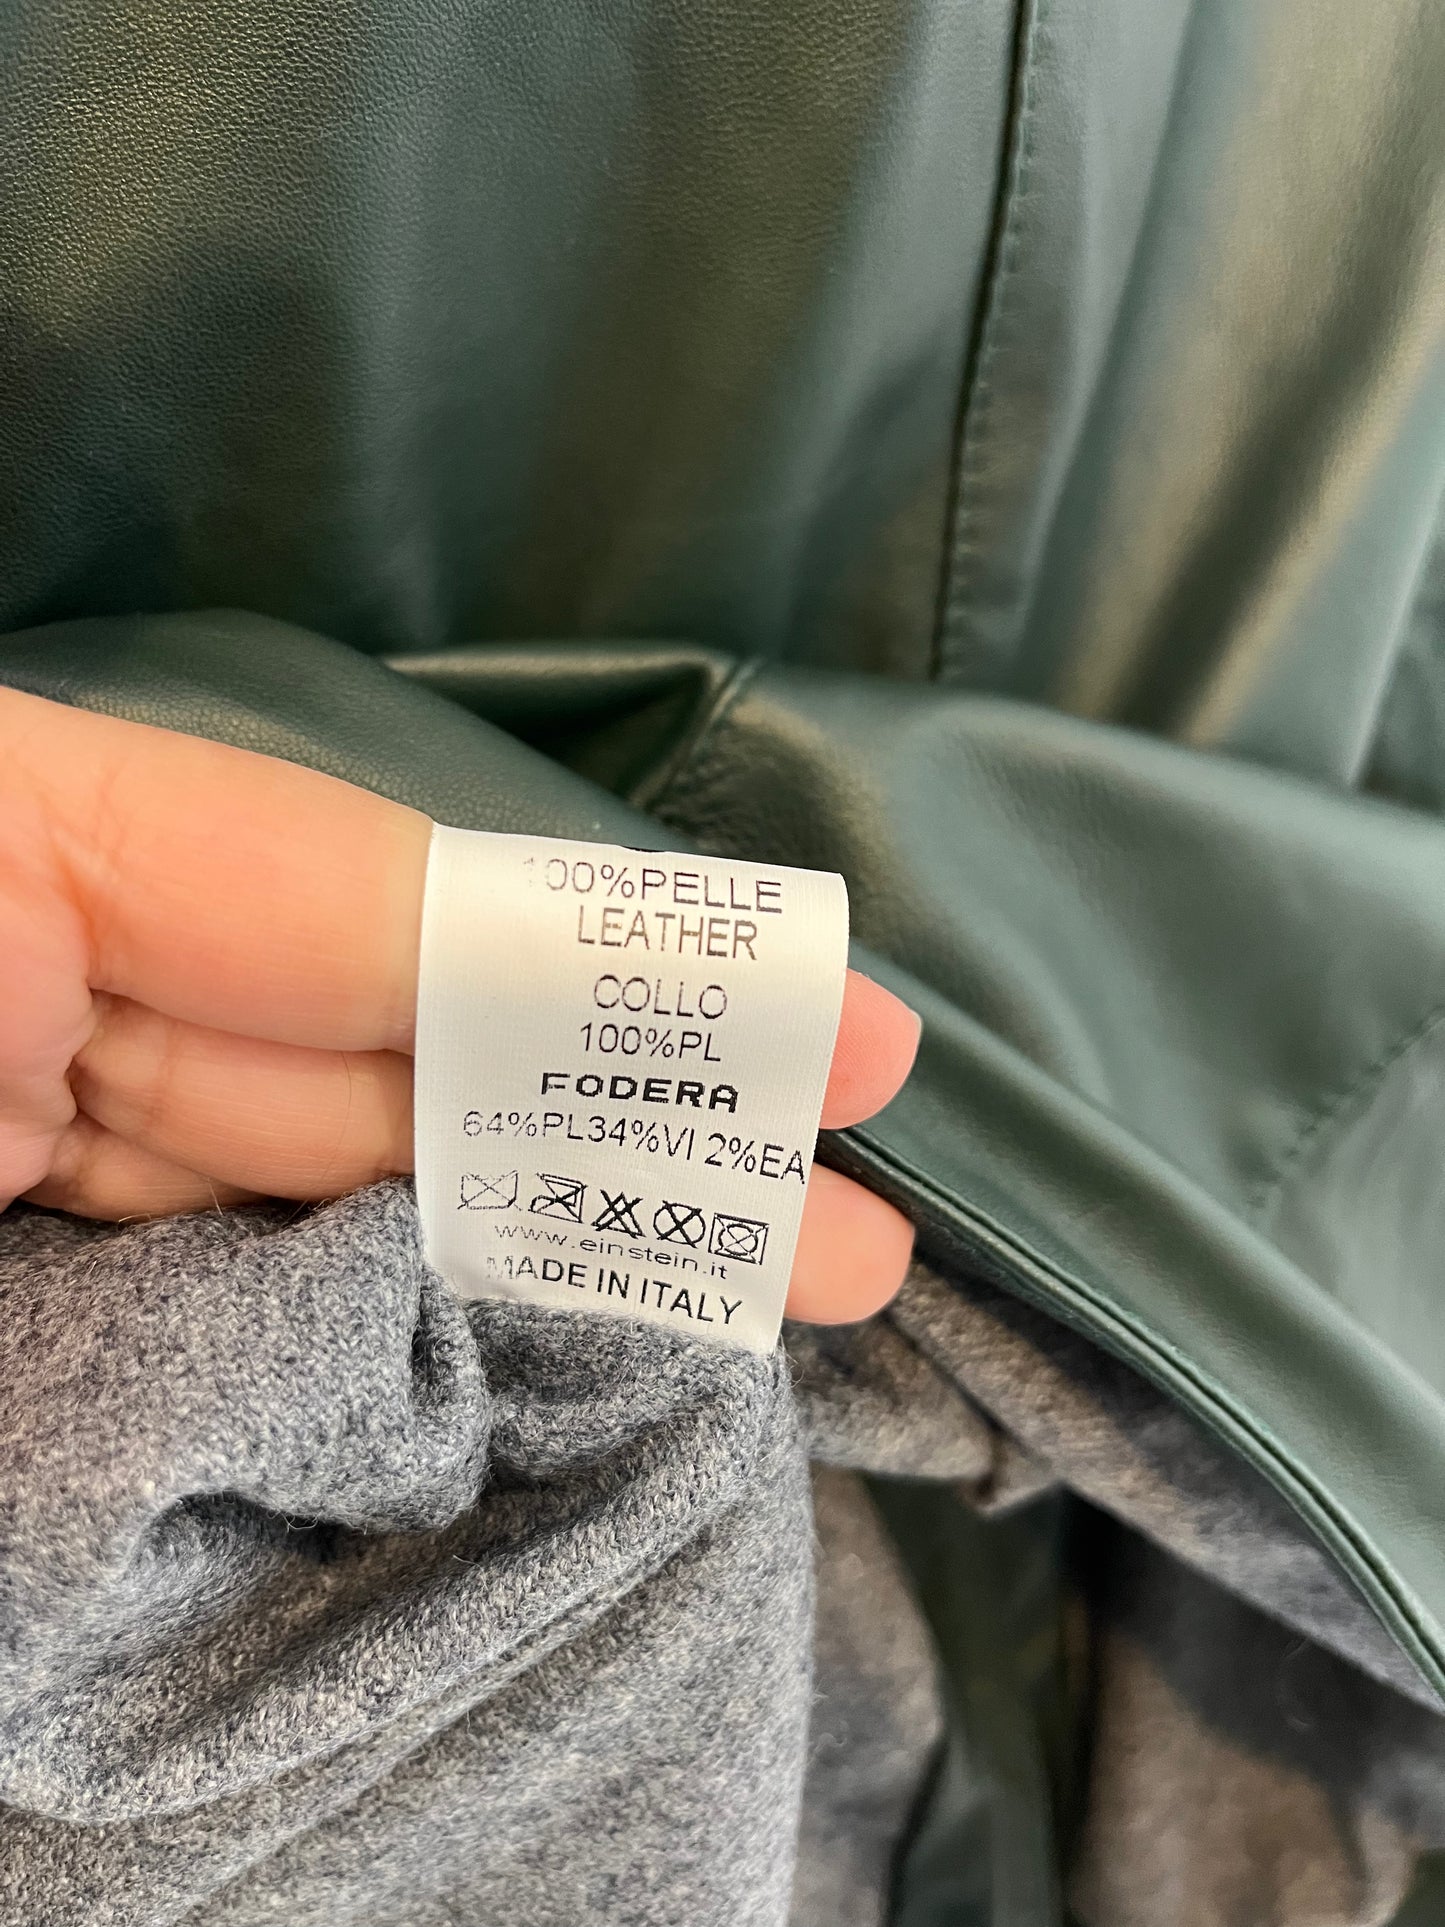 100%PELLE
LEATHER
COLLO
100%PL
FODERA
64%PL34%VI 2%EA
www.einstein.it
MADE IN ITALY